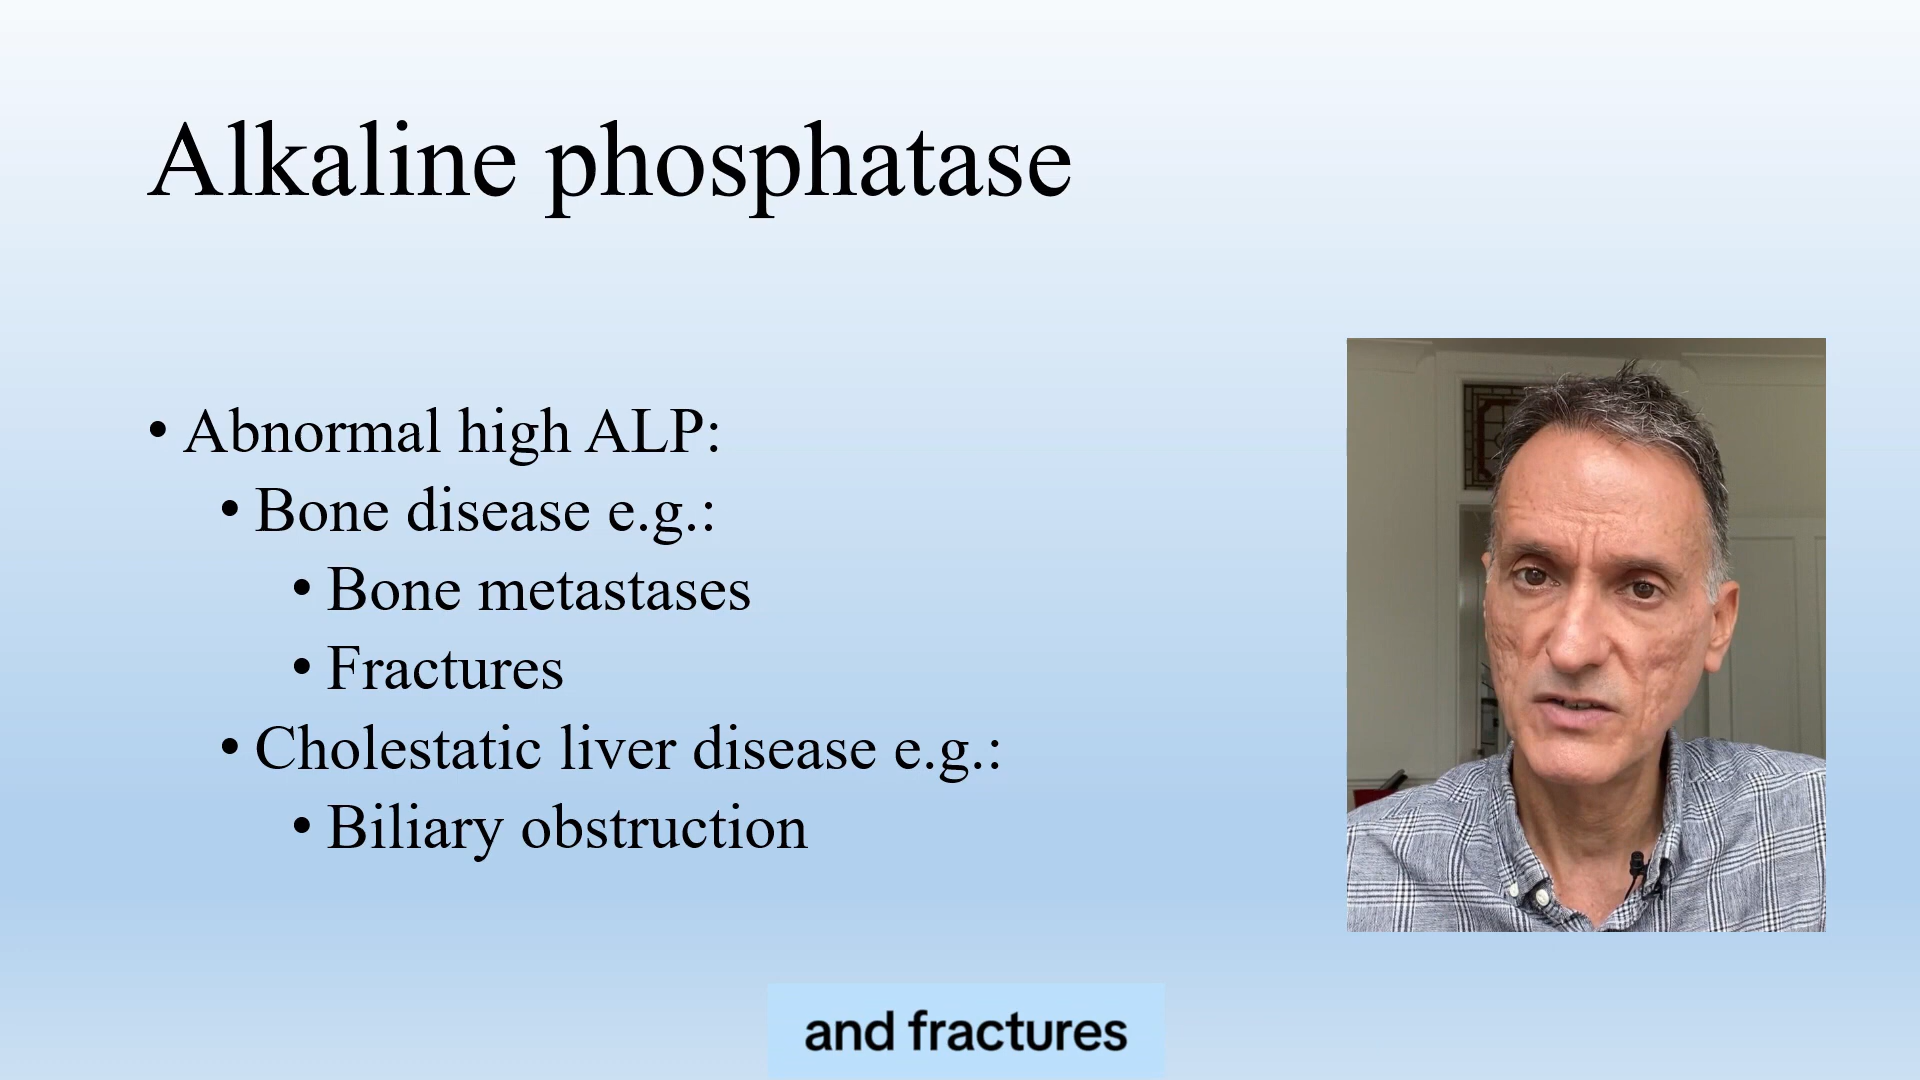 Alkaline phosphatase
• Abnormal high ALP:
• Bone disease e.g.:
• Bone metastases
• Fractures
• Cholestatic liver disease e.g.:
• Biliary obstruction
and fractures